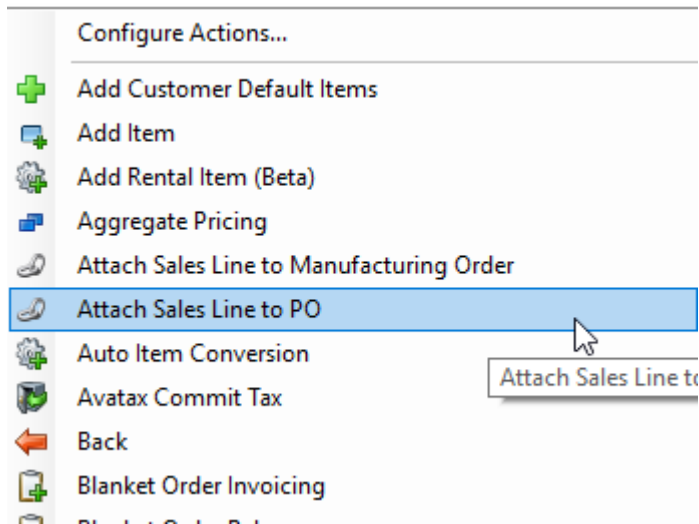 Configure Actions...
Add Customer Default Items
Add Item
Add Rental Item (Beta)
Aggregate Pricing
Attach Sales Line to Manufacturing Order
Attach Sales Line to PO
Auto Item Conversion
Attach Sales Line to
Avatax Commit Tax
Back
Blanket Order Invoicing